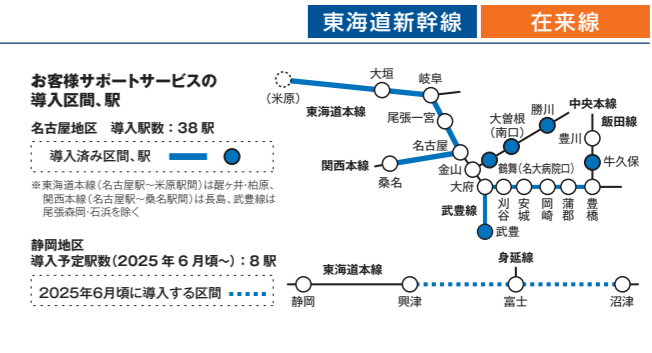 東海道新幹線
在来線
お客様サポートサービスの
導入区間、駅
名古屋地区　導入駅数：38 駅
導入済み区間、駅
※東海道本線（名古屋駅～米原駅間）は醒ヶ井・柏原、
関西本線（名古屋駅～桑名駅間）は長島、武豊線は
尾張森岡・石浜を除く
静岡地区
導入予定駅数（2025 年 6 月頃～）：8 駅
2025年6月頃に導入する区間
（米原）
大垣
岐阜
東海道本線
尾張一宮
名古屋
関西本線
桑名
金山
大曽根
（南口）
勝川
中央本線
鶴舞（名大病院口）
飯田線
豊川
牛久保
大府
武豊線
武豊
刈谷
安城
岡崎
蒲郡
豊橋
東海道本線
身延線
静岡
興津
富士
沼津